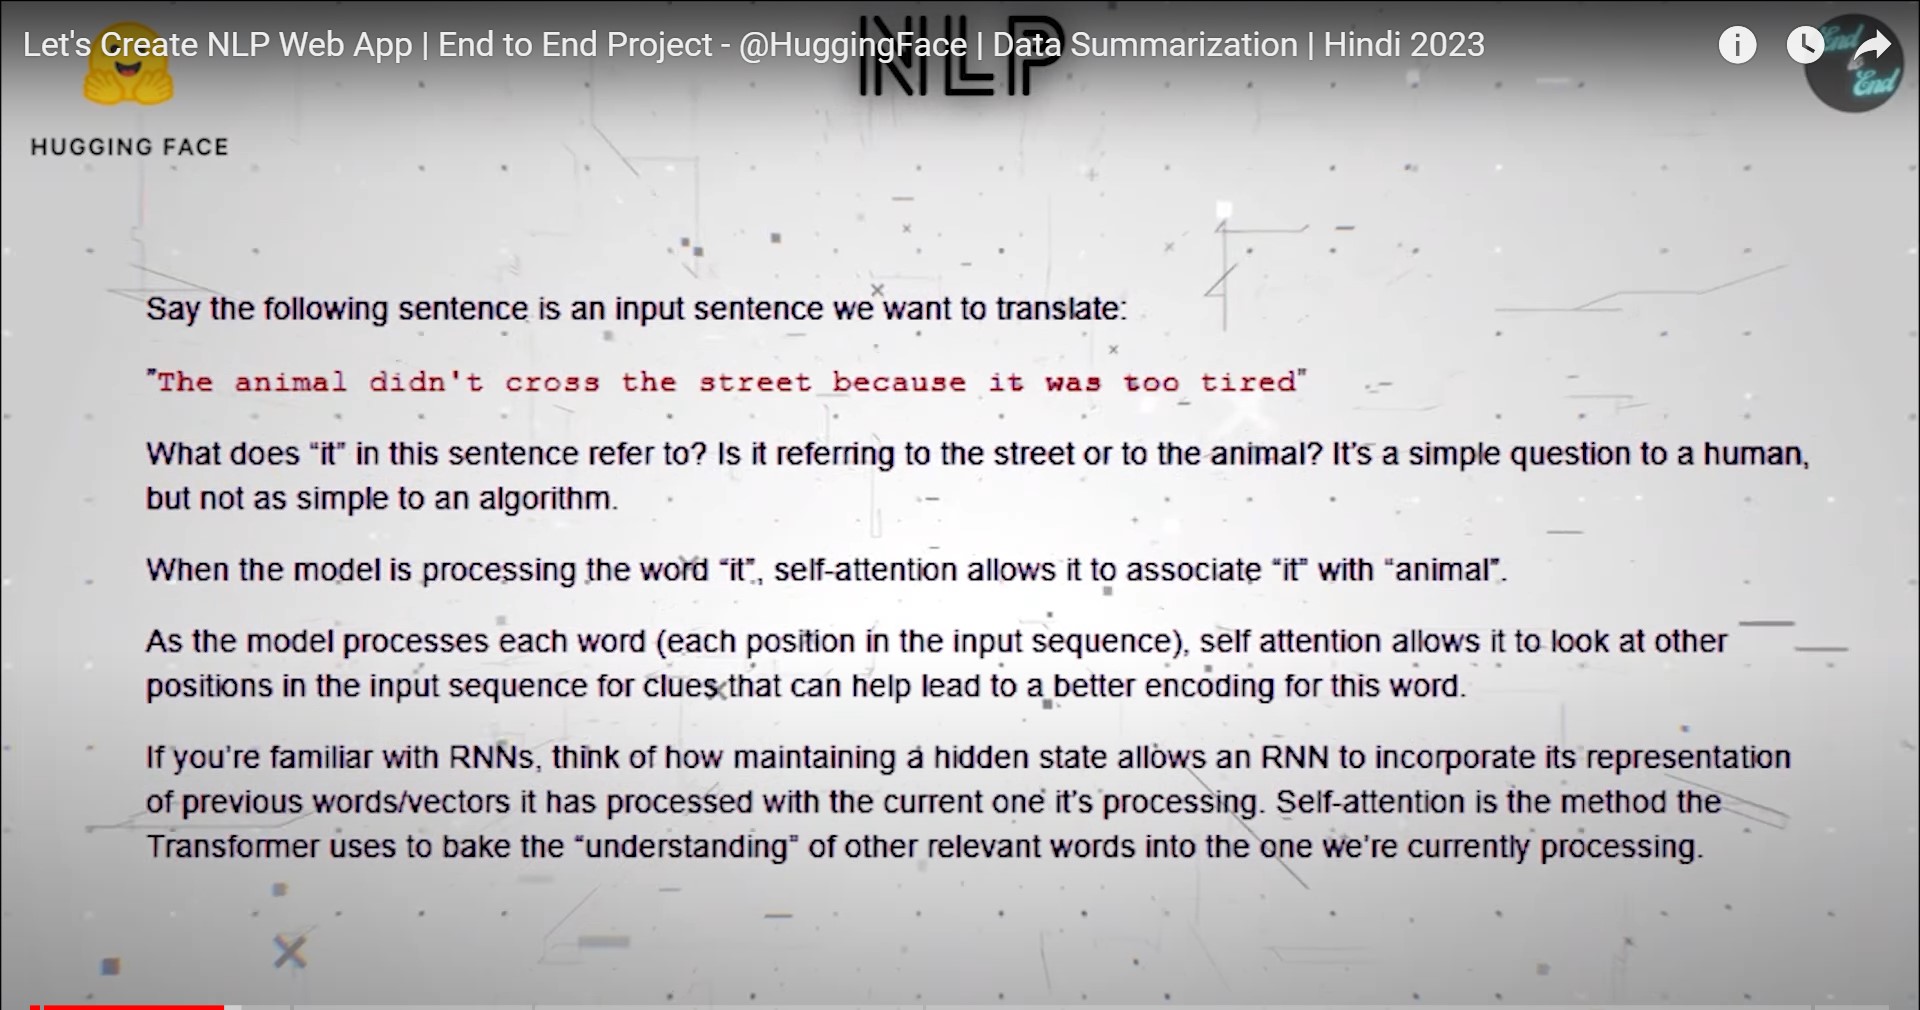 Let's Create NLP Web App | End to End Project - @HuggingFace | Data Summarization | Hindi 2023
NLP
End
to
End
HUGGING FACE
Say the following sentence is an input sentence we want to translate:
"The animal didn't cross the street because it was too tired"
What does “it” in this sentence refer to? Is it referring to the street or to the animal? It’s a simple question to a human,
but not as simple to an algorithm.
When the model is processing the word “it”, self-attention allows it to associate “it” with “animal”.
As the model processes each word (each position in the input sequence), self attention allows it to look at other
positions in the input sequence for clues that can help lead to a better encoding for this word.
If you’re familiar with RNNs, think of how maintaining a hidden state allows an RNN to incorporate its representation
of previous words/vectors it has processed with the current one it’s processing. Self-attention is the method the
Transformer uses to bake the “understanding” of other relevant words into the one we’re currently processing.